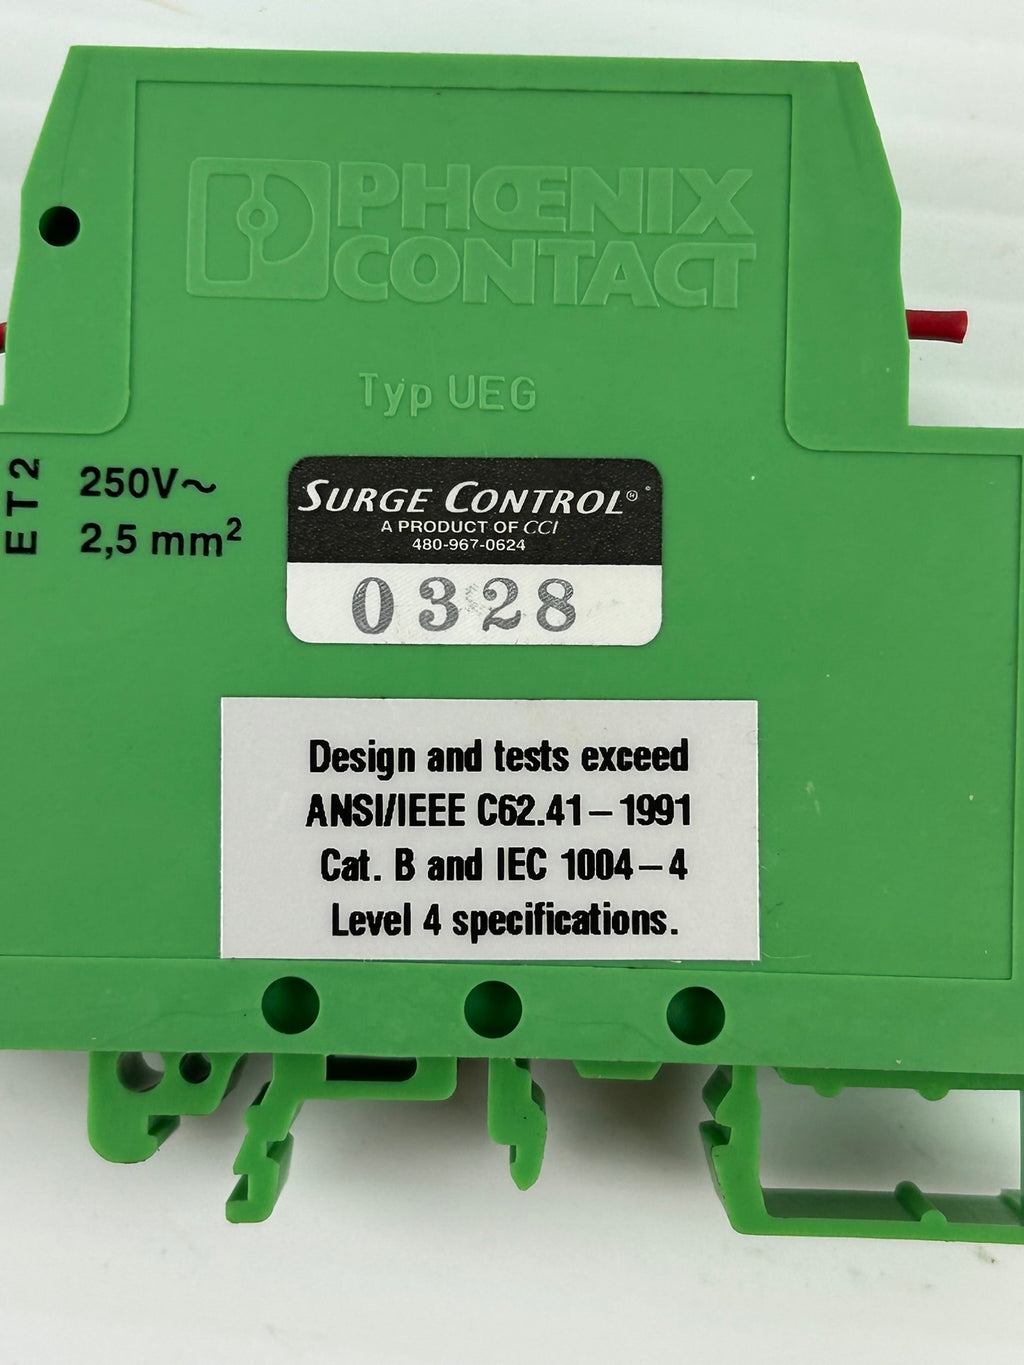 PHŒNIX
CONTACT
Typ UEG
ET2
250V~
2,5 mm²
SURGE CONTROL®
A PRODUCT OF CCI
480-967-0624
0328
Design and tests exceed
ANSI/IEEE C62.41–1991
Cat. B and IEC 1004–4
Level 4 specifications.